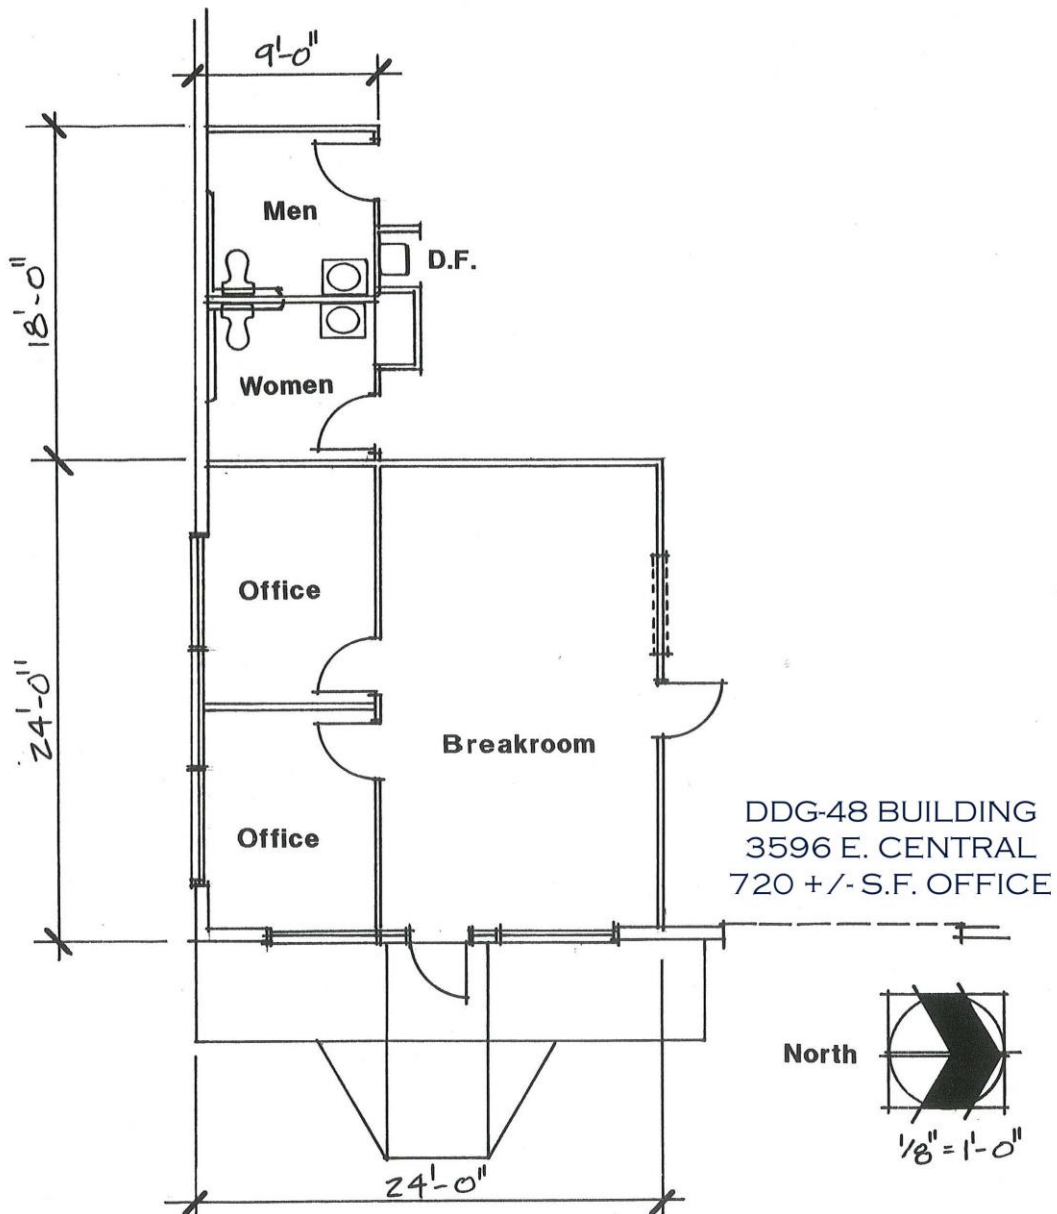 9'-0"
Men
D.F.
18'-0"
Women
Office
24'-0"
Breakroom
Office
DDG-48 BUILDING
3596 E. CENTRAL
720 +/- S.F. OFFICE
North
1/8" = 1'-0"
24'-0"